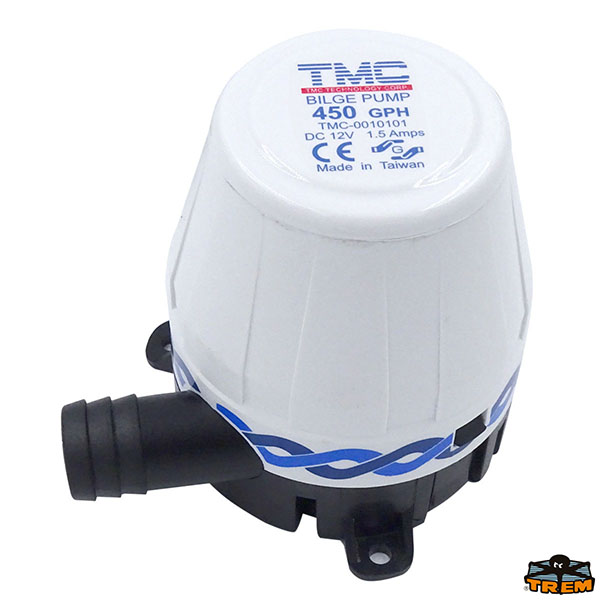 TMC
TMC TECHNOLOGY CORP.
BILGE PUMP
450 GPH
TMC-0010101
DC 12V 1.5 Amps
CE G
Made in Taiwan
TREM